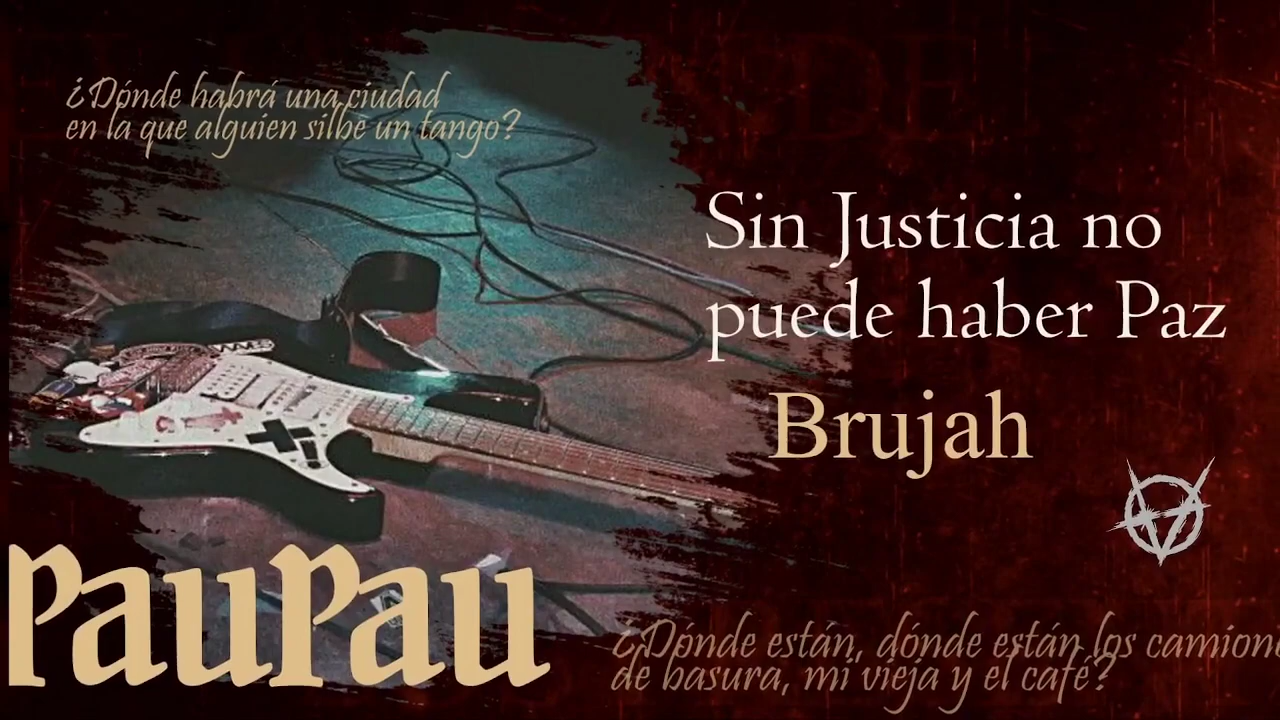 ¿Dónde habrá una ciudad
en la que alguien silbe un tango?
Sin Justicia no
puede haber Paz
Brujah
PauPau
¿Dónde están, dónde están los camione
de basura, mi vieja y el café?